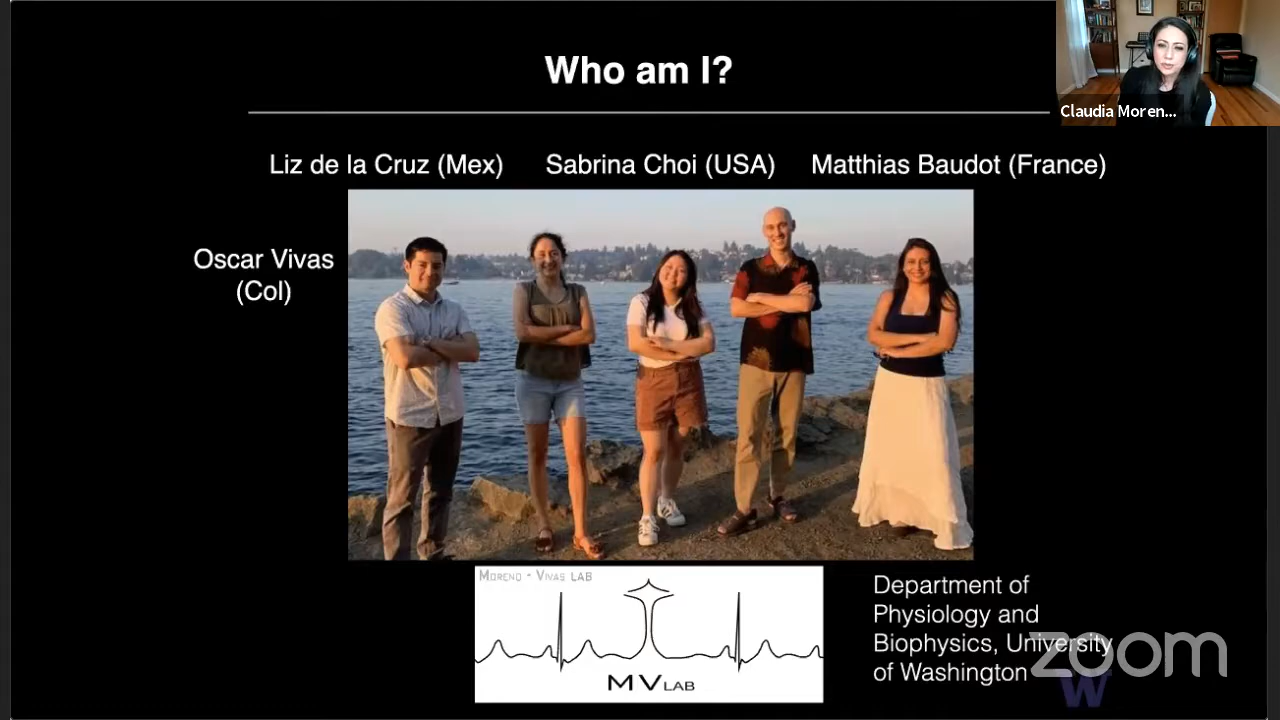 Who am I?
Claudia Moren...
Liz de la Cruz (Mex) Sabrina Choi (USA) Matthias Baudot (France)
Oscar Vivas
(Col)
Moreno - Vivas LAB
MV LAB
Department of
Physiology and
Biophysics, University
of Washington
zoom
W